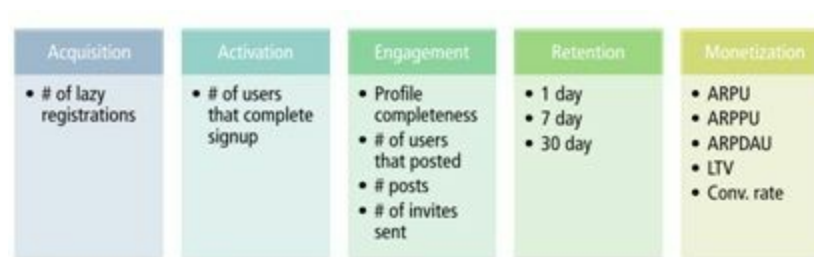 Acquisition
• # of lazy
registrations
Activation
• # of users
that complete
signup
Engagement
• Profile
completeness
• # of users
that posted
• # posts
• # of invites
sent
Retention
• 1 day
• 7 day
• 30 day
Monetization
• ARPU
• ARPPU
• ARPDAU
• LTV
• Conv. rate